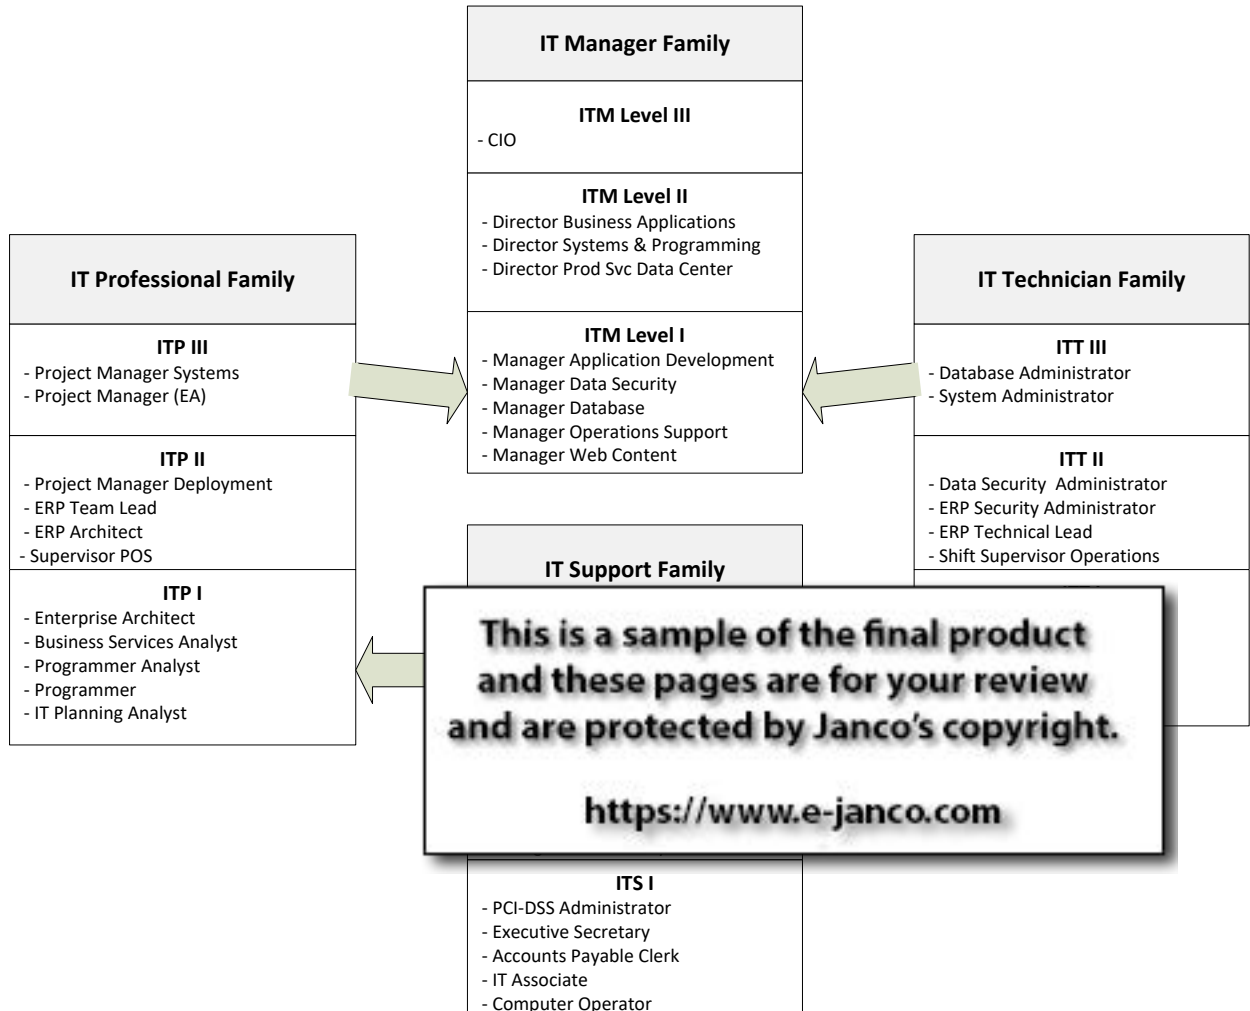 IT Manager Family
ITM Level III
- CIO
ITM Level II
- Director Business Applications
- Director Systems & Programming
- Director Prod Svc Data Center
ITM Level I
- Manager Application Development
- Manager Data Security
- Manager Database
- Manager Operations Support
- Manager Web Content
IT Professional Family
ITP III
- Project Manager Systems
- Project Manager (EA)
ITP II
- Project Manager Deployment
- ERP Team Lead
- ERP Architect
- Supervisor POS
ITP I
- Enterprise Architect
- Business Services Analyst
- Programmer Analyst
- Programmer
- IT Planning Analyst
IT Technician Family
ITT III
- Database Administrator
- System Administrator
ITT II
- Data Security Administrator
- ERP Security Administrator
- ERP Technical Lead
- Shift Supervisor Operations
IT Support Family
This is a sample of the final product
and these pages are for your review
and are protected by Janco's copyright.
https://www.e-janco.com
ITS I
- PCI-DSS Administrator
- Executive Secretary
- Accounts Payable Clerk
- IT Associate
- Computer Operator